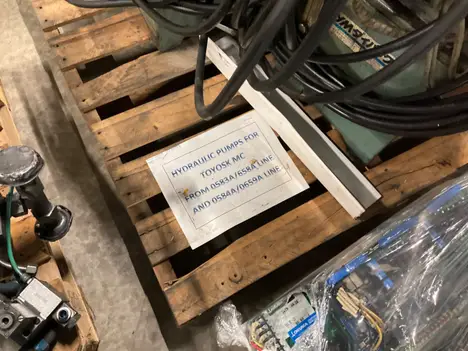 HYDRAULIC PUMPS FOR
TOYOSK MC
FROM 0583A/658A LINE
AND 0584A/0659A LINE